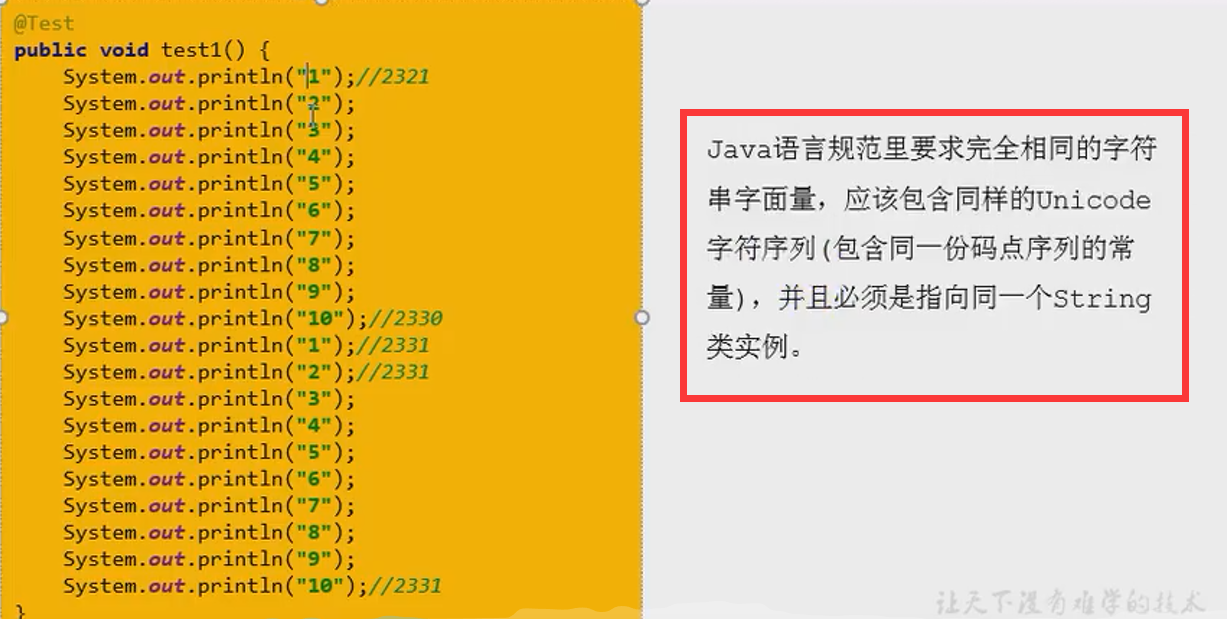 @Test
public void test1() {
System.out.println("1");//2321
System.out.println("2");
System.out.println("3");
System.out.println("4");
System.out.println("5");
System.out.println("6");
System.out.println("7");
System.out.println("8");
System.out.println("9");
System.out.println("10");//2330
System.out.println("1");//2331
System.out.println("2");//2331
System.out.println("3");
System.out.println("4");
System.out.println("5");
System.out.println("6");
System.out.println("7");
System.out.println("8");
System.out.println("9");
System.out.println("10");//2331
}
Java语言规范里要求完全相同的字符
串字面量，应该包含同样的Unicode
字符序列(包含同一份码点序列的常
量)，并且必须是指向同一个String
类实例。
让天下没有难学的技术